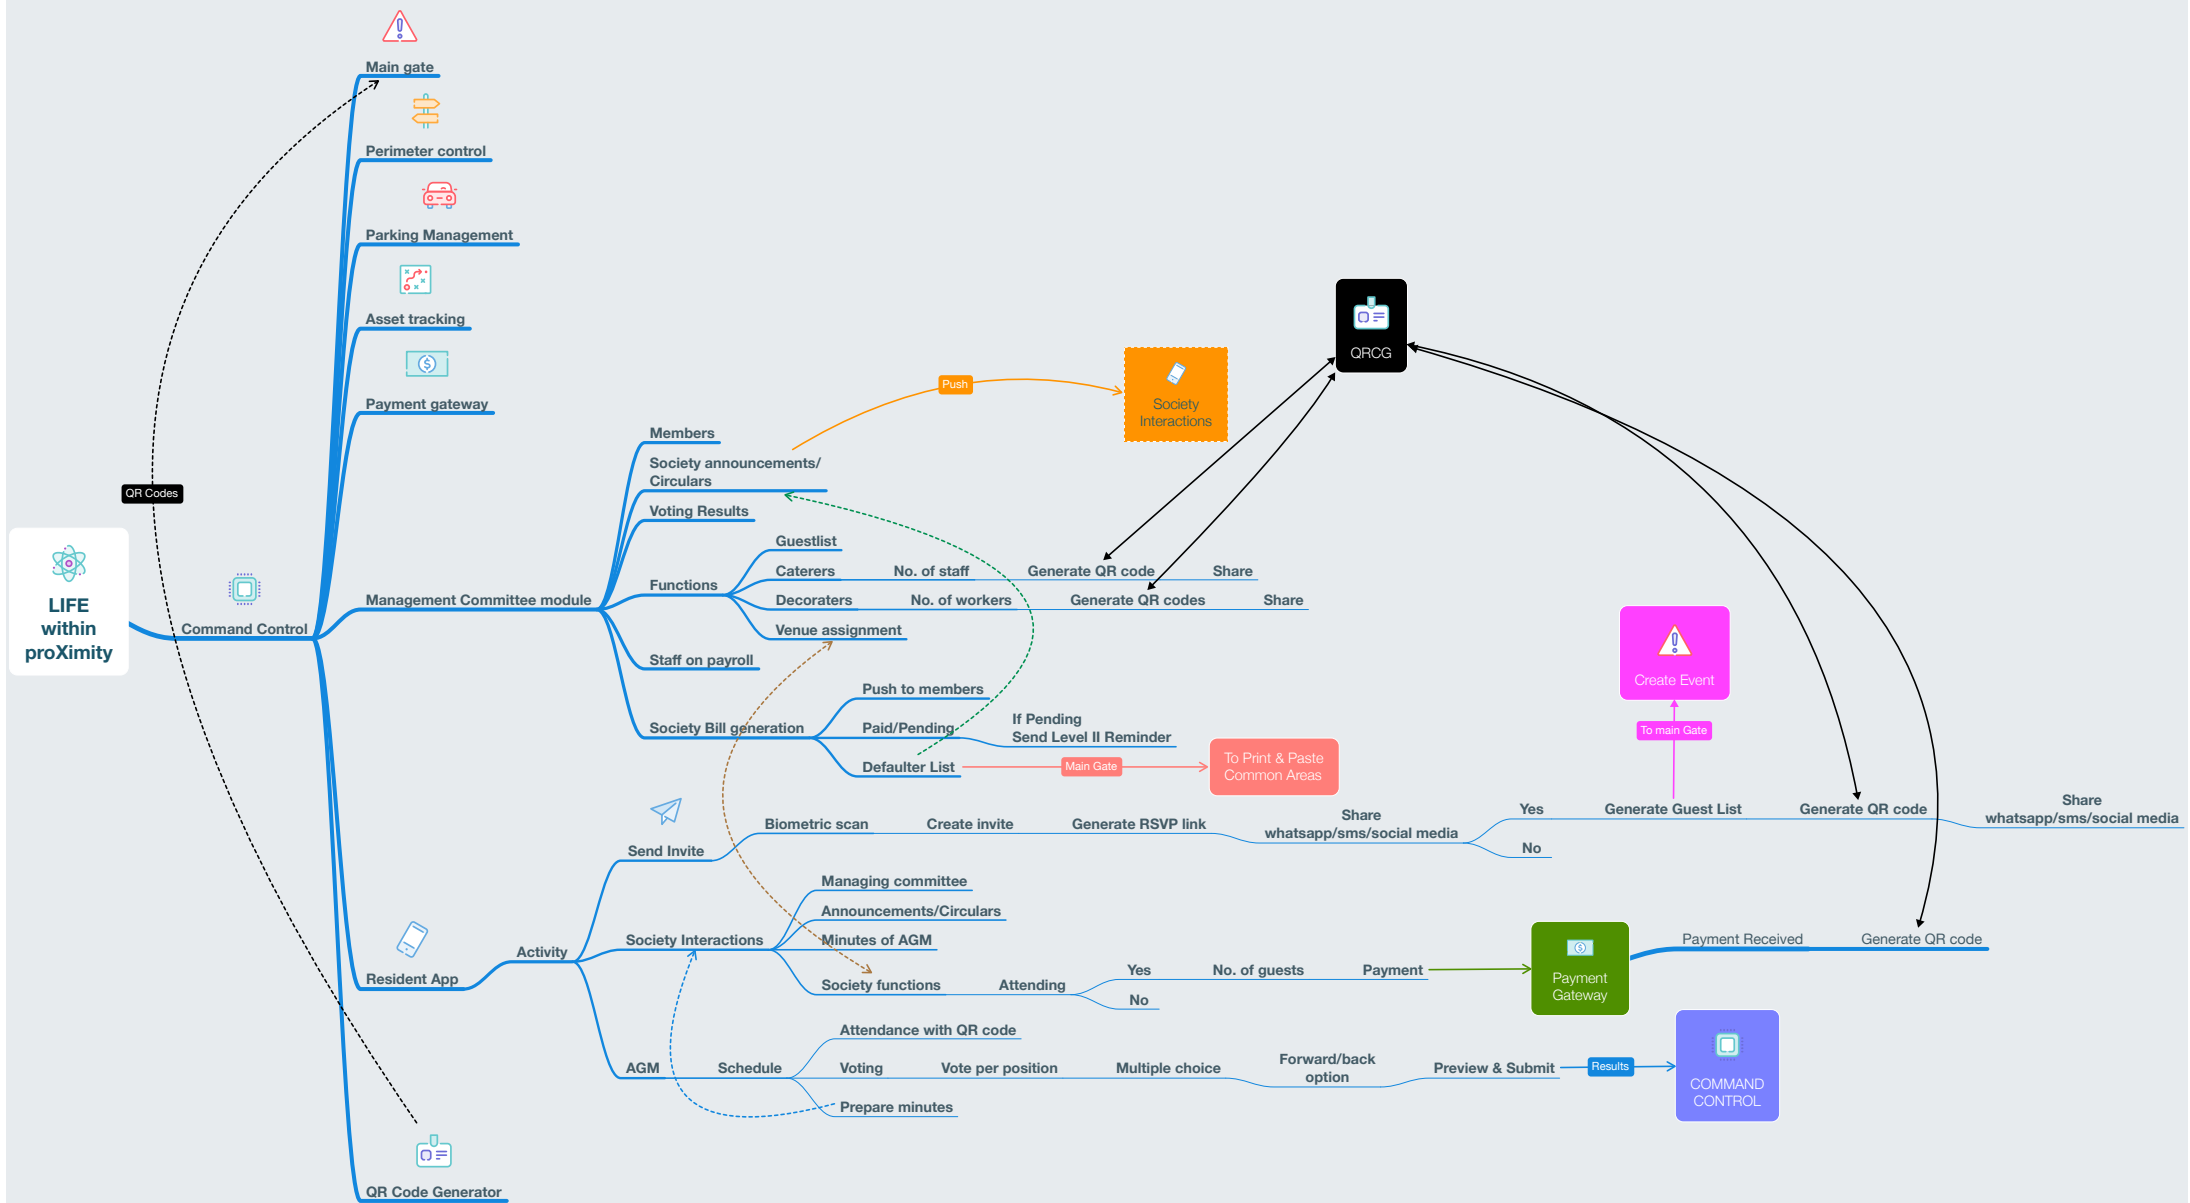 Main gate
Perimeter control
Parking Management
Asset tracking
Payment gateway
QRCG
Push
Society
Interactions
Members
Society announcements/
Circulars
Voting Results
QR Codes
LIFE
within
proXimity
Command Control
Management Committee module
Functions
Guestlist
Caterers
No. of staff
Generate QR code
Share
Decoraters
No. of workers
Generate QR codes
Share
Venue assignment
Staff on payroll
Society Bill generation
Push to members
Paid/Pending
If Pending
Send Level II Reminder
Defaulter List
Main Gate
To Print & Paste
Common Areas
Create Event
To main Gate
Resident App
Activity
Send Invite
Biometric scan
Create invite
Generate RSVP link
Share
whatsapp/sms/social media
Yes
Generate Guest List
Generate QR code
Share
whatsapp/sms/social media
No
Society Interactions
Managing committee
Announcements/Circulars
Minutes of AGM
Society functions
Attending
Yes
No. of guests
Payment
Payment
Gateway
Payment Received
Generate QR code
No
AGM
Schedule
Attendance with QR code
Voting
Vote per position
Multiple choice
Forward/back
option
Preview & Submit
Results
COMMAND
CONTROL
Prepare minutes
QR Code Generator